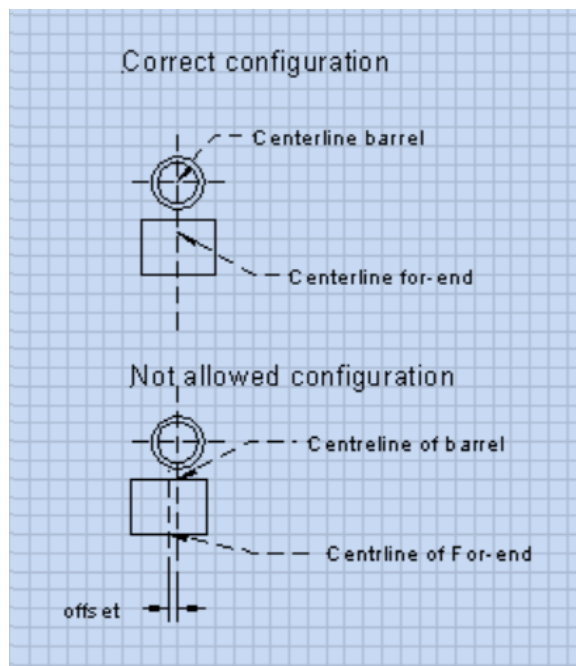 Correct configuration
Centerline barrel
Centerline for-end
Not allowed configuration
Centreline of barrel
Centrline of For-end
offset